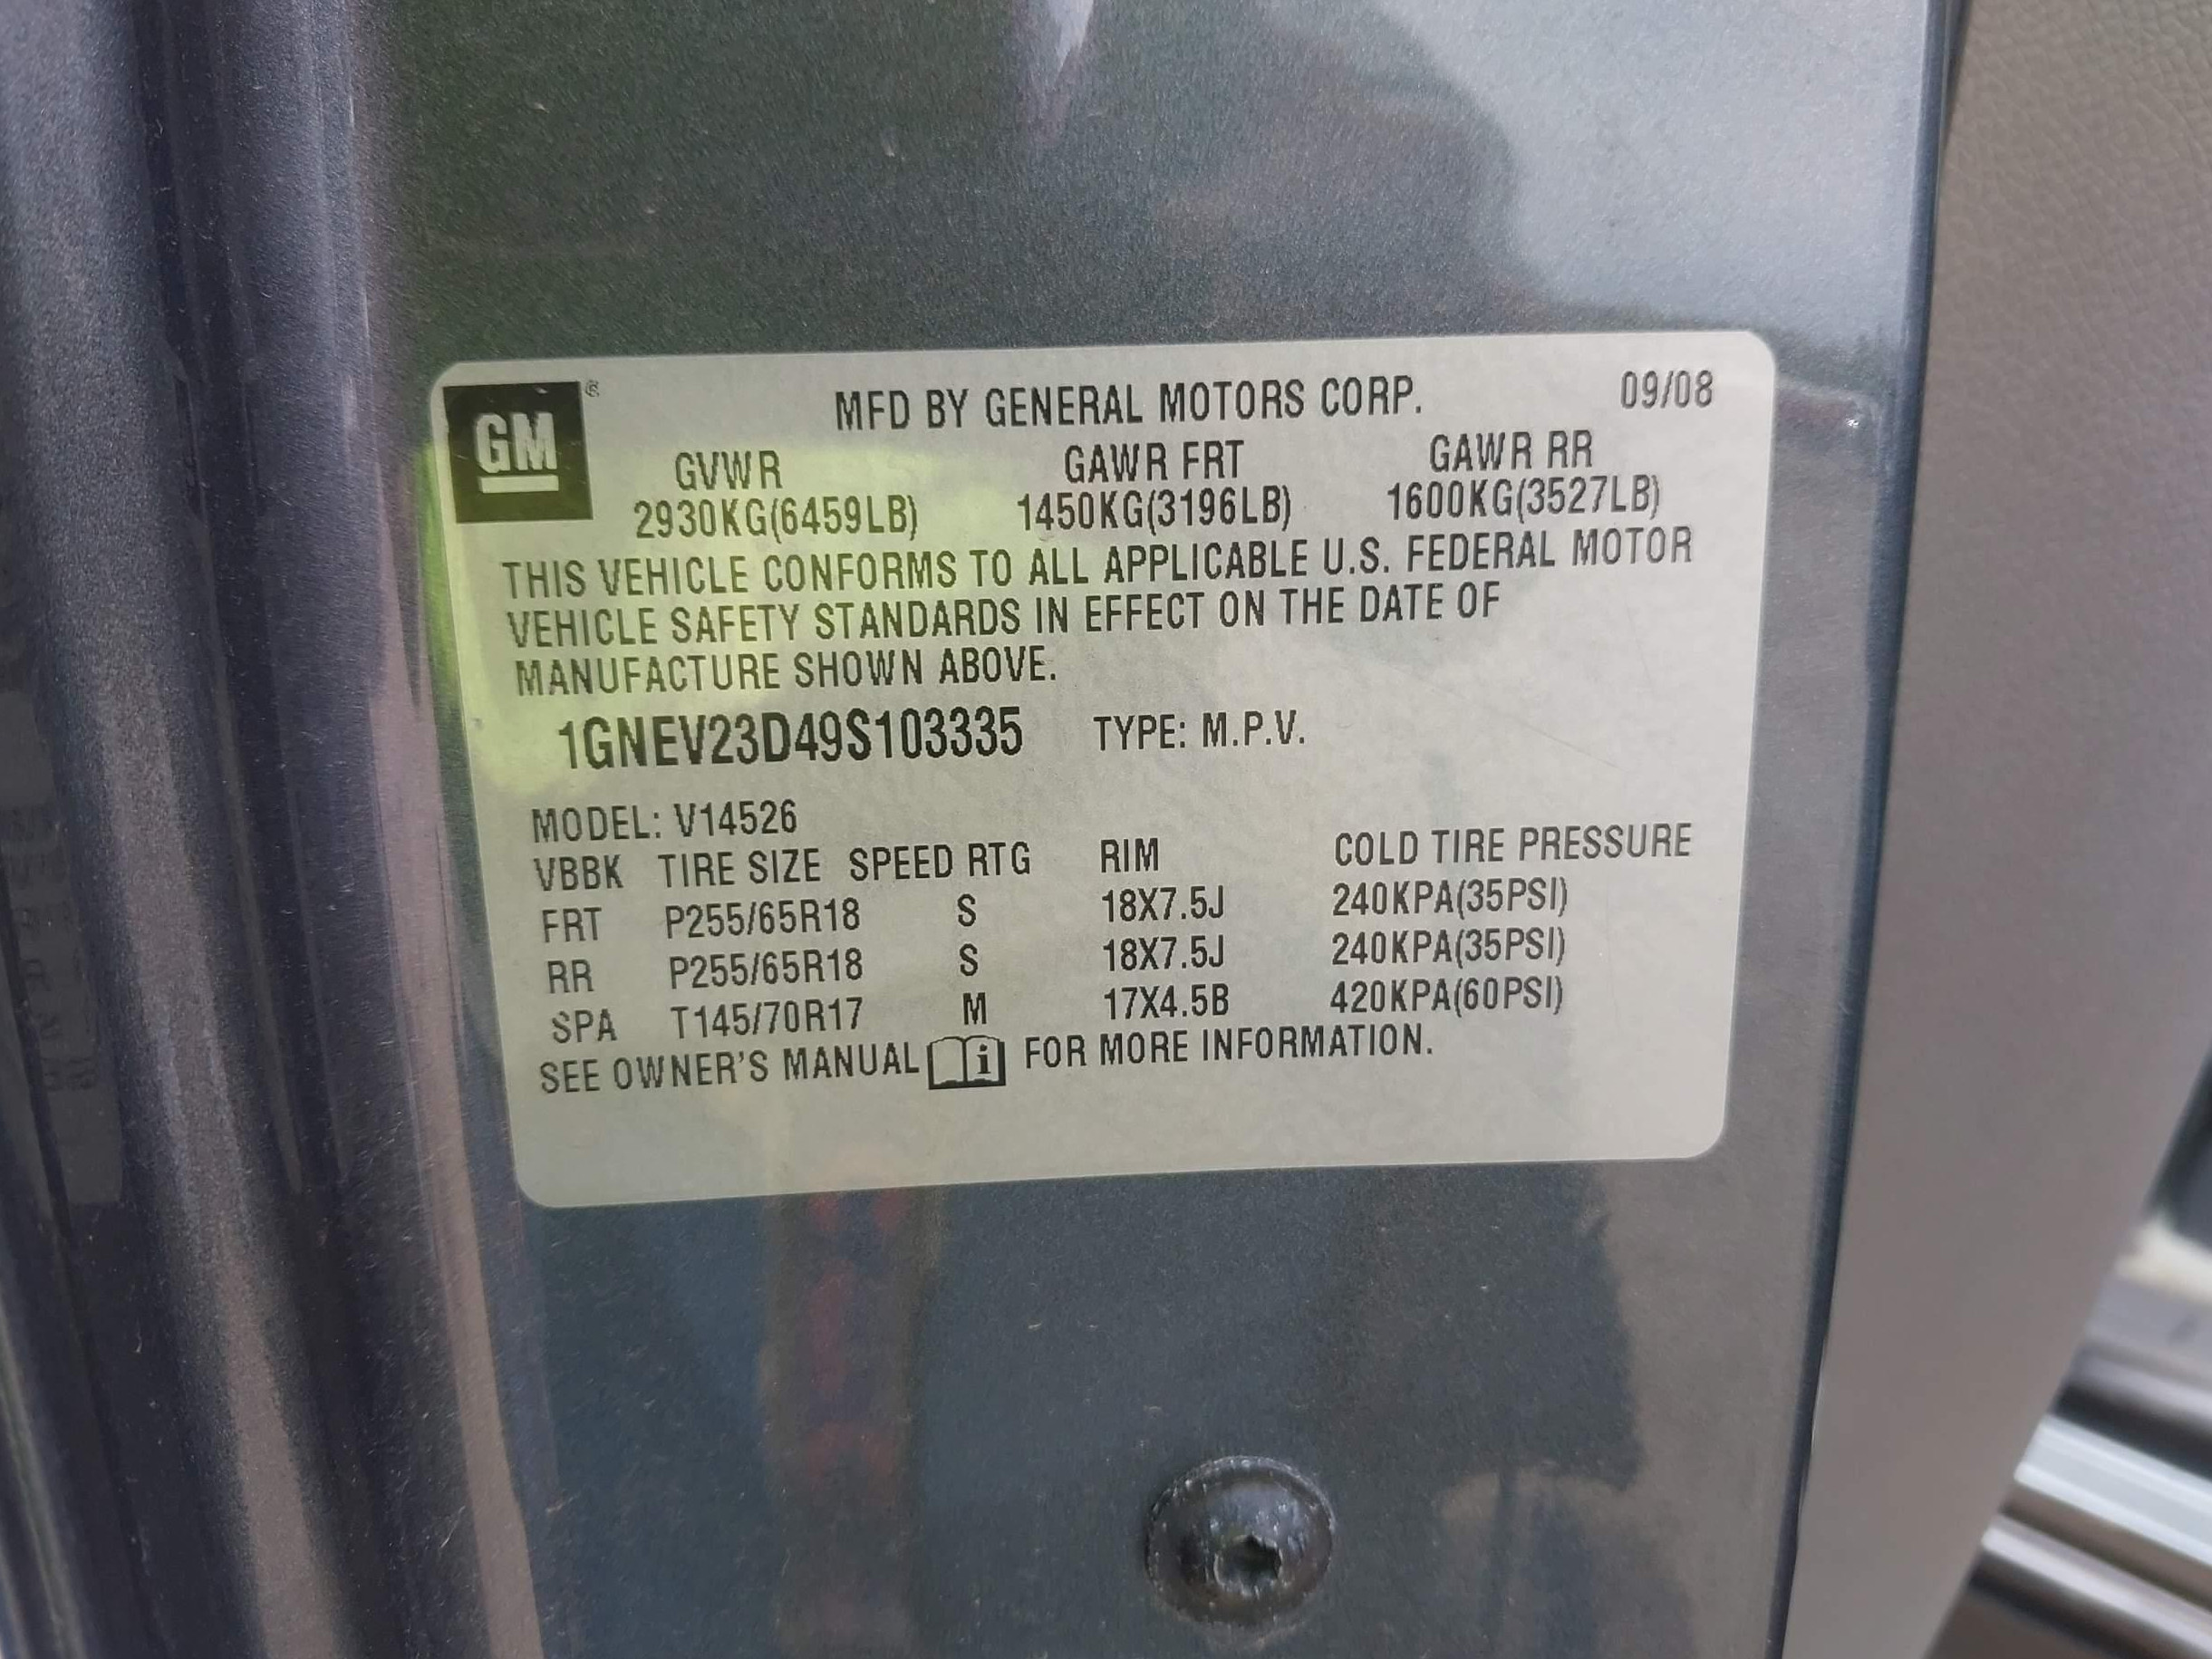 GM ®
MFD BY GENERAL MOTORS CORP. 09/08
GVWR GAWR FRT GAWR RR
2930KG(6459LB) 1450KG(3196LB) 1600KG(3527LB)
THIS VEHICLE CONFORMS TO ALL APPLICABLE U.S. FEDERAL MOTOR
VEHICLE SAFETY STANDARDS IN EFFECT ON THE DATE OF
MANUFACTURE SHOWN ABOVE.
1GNEV23D49S103335 TYPE: M.P.V.
MODEL: V14526
VBBK TIRE SIZE SPEED RTG RIM COLD TIRE PRESSURE
FRT P255/65R18 S 18X7.5J 240KPA(35PSI)
RR P255/65R18 S 18X7.5J 240KPA(35PSI)
SPA T145/70R17 M 17X4.5B 420KPA(60PSI)
SEE OWNER'S MANUAL i FOR MORE INFORMATION.